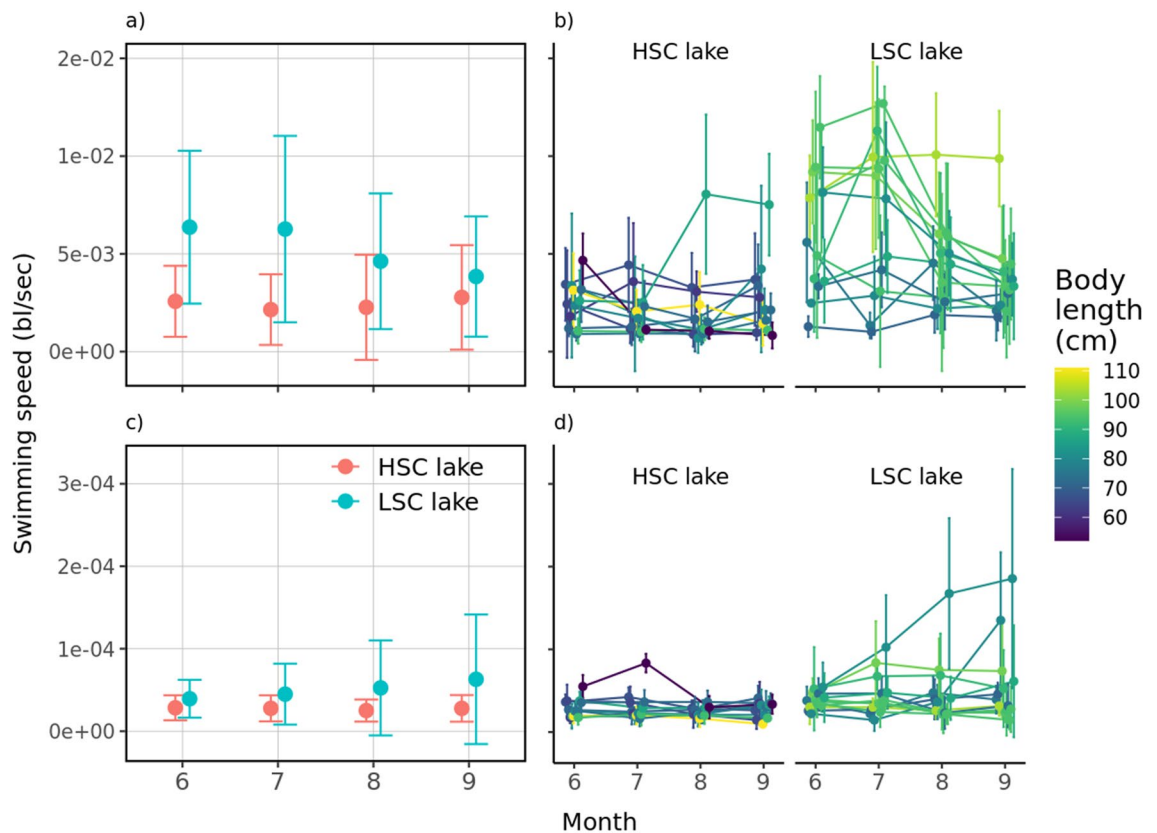 a)
b)
Swimming speed (bl/sec)
2e-02
1e-02
5e-03
0e+00
HSC lake
LSC lake
Body
length
(cm)
110
100
90
80
70
60
c)
d)
3e-04
2e-04
1e-04
0e+00
HSC lake
LSC lake
HSC lake
LSC lake
6
7
8
9
6
7
8
9
6
7
8
9
Month